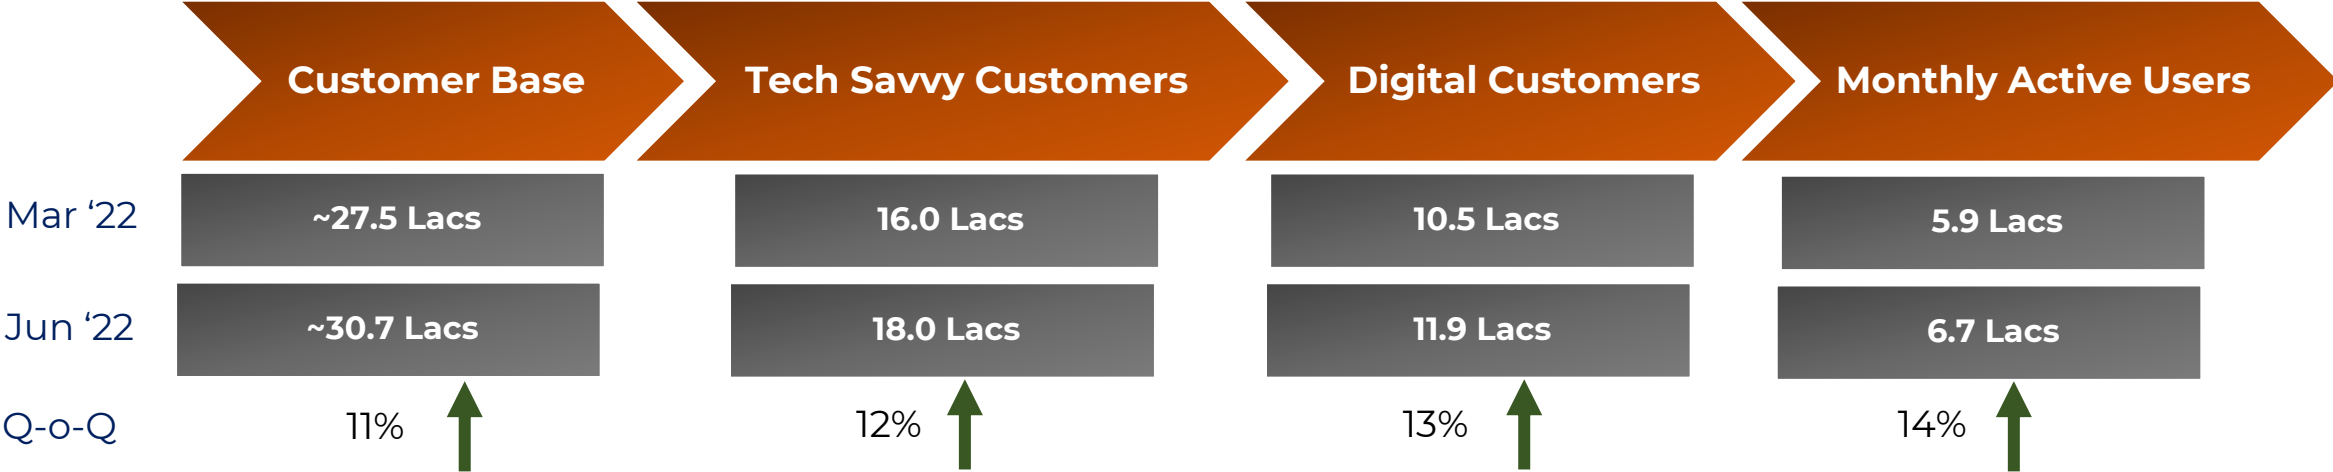 Customer Base Tech Savvy Customers Digital Customers Monthly Active Users
Mar ‘22 ~27.5 Lacs 16.0 Lacs 10.5 Lacs 5.9 Lacs
Jun ‘22 ~30.7 Lacs 18.0 Lacs 11.9 Lacs 6.7 Lacs
Q-o-Q 11% 12% 13% 14%